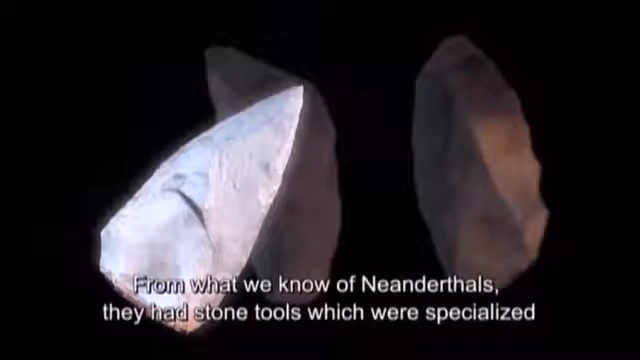 From what we know of Neanderthals,
they had stone tools which were specialized